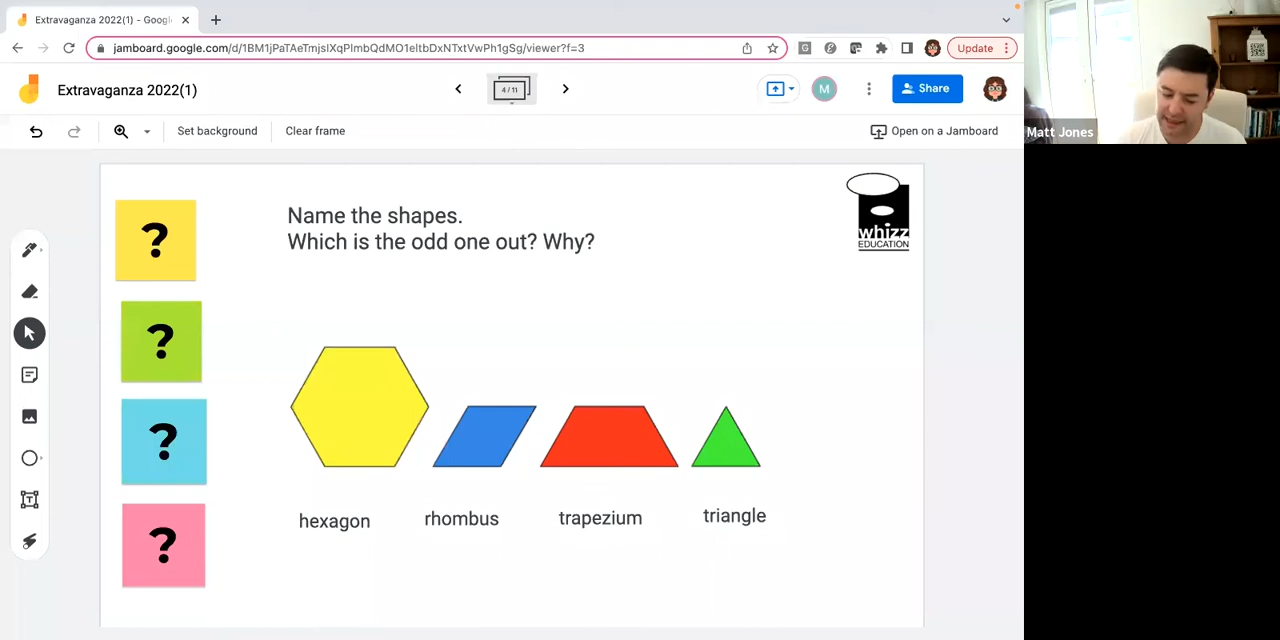 Extravaganza 2022(1) - Googl
jamboard.google.com/d/1BM1jPaTAeTmjslXqPlmbQdMO1eltbDxNTxtVwPh1gSg/viewer?f=3
G
Update
Extravaganza 2022(1)
4 / 11
M
Share
Matt Jones
Set background
Clear frame
Open on a Jamboard
?
Name the shapes.
Which is the odd one out? Why?
whizz
EDUCATION
?
?
T
?
hexagon
rhombus
trapezium
triangle